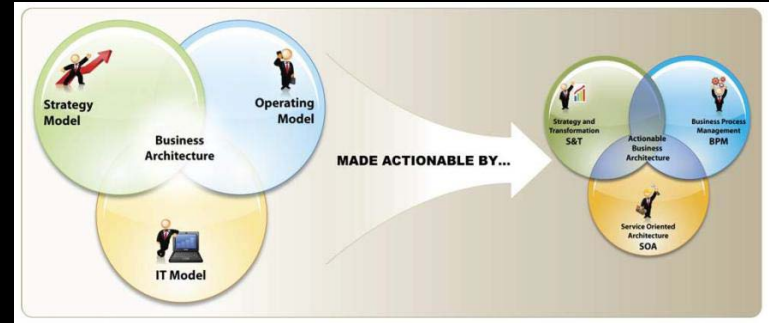 Strategy
Model
Operating
Model
Business
Architecture
IT Model
MADE ACTIONABLE BY...
Strategy and
Transformation
S&T
Business Process
Management
BPM
Actionable
Business
Architecture
Service Oriented
Architecture
SOA